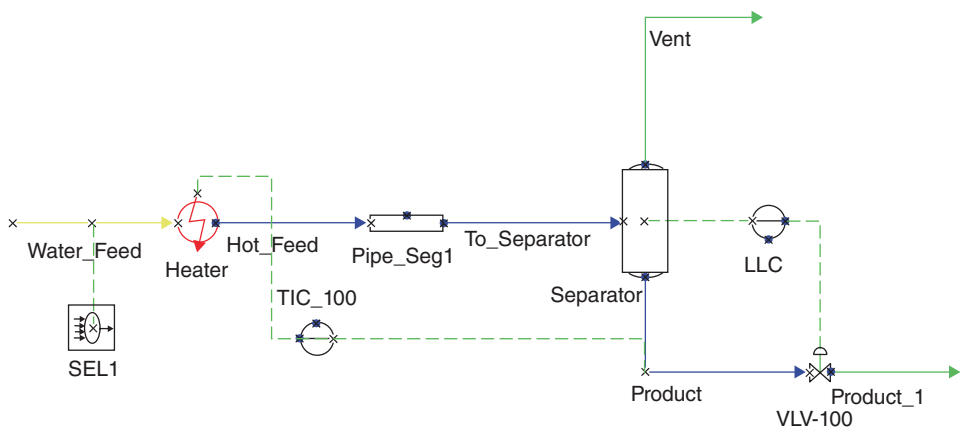 Vent
Water_Feed
Hot_Feed
Pipe_Seg1
To_Separator
Heater
LLC
TIC_100
Separator
SEL1
Product
Product_1
VLV-100